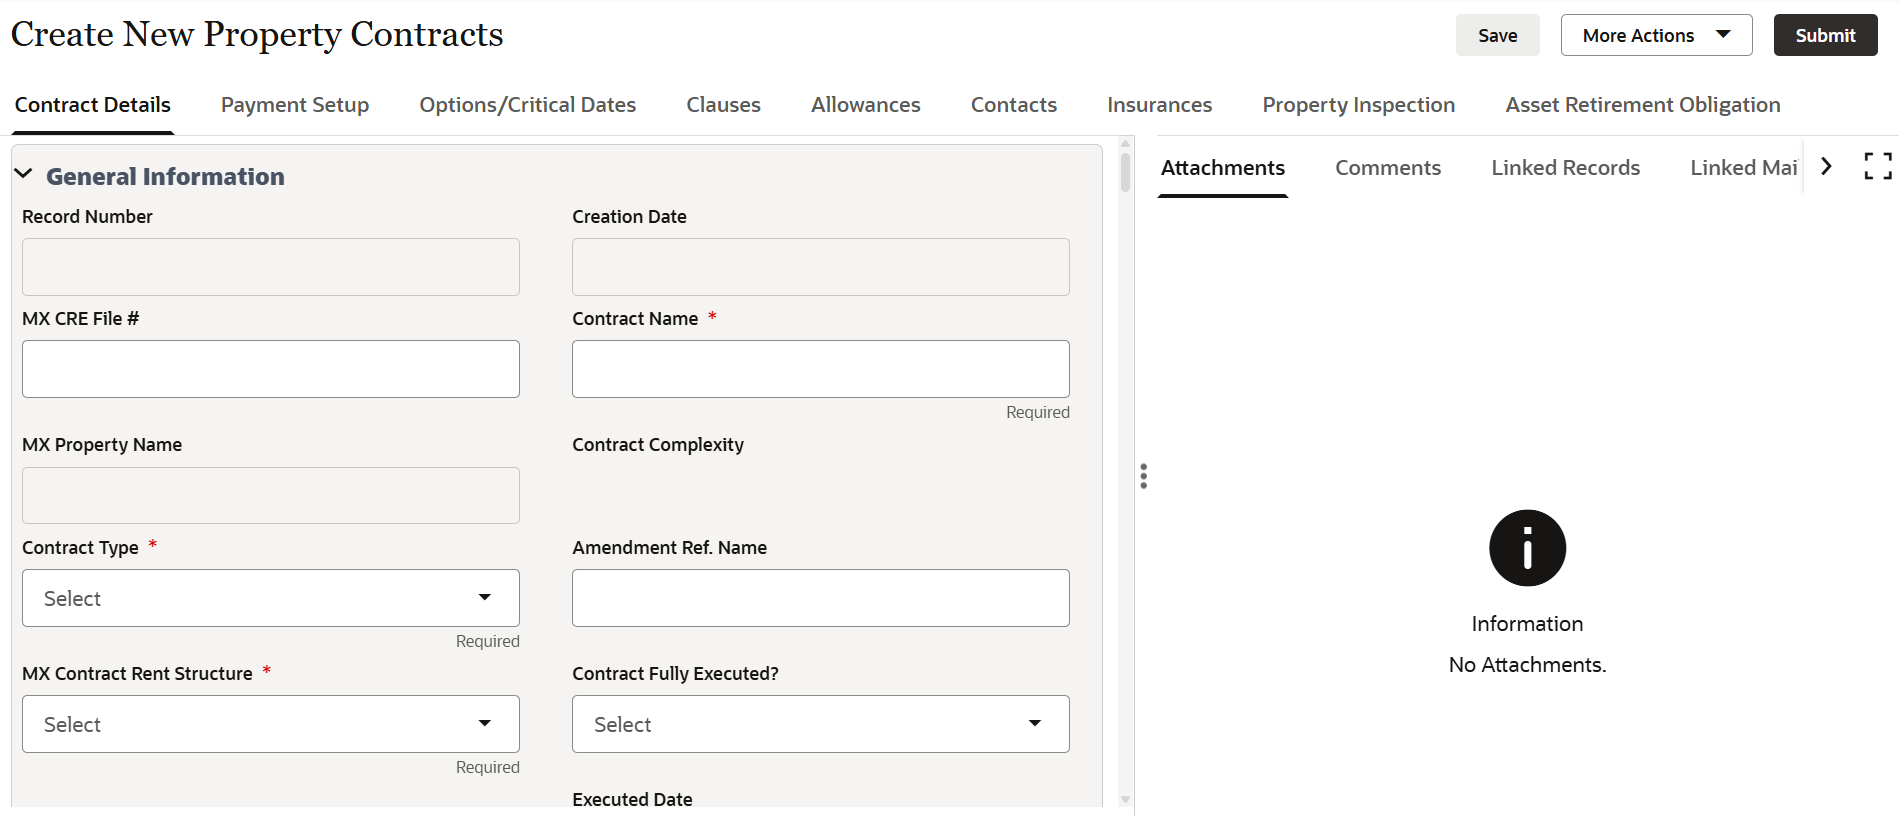 Create New Property Contracts
Save
More Actions
Submit
Contract Details
Payment Setup
Options/Critical Dates
Clauses
Allowances
Contacts
Insurances
Property Inspection
Asset Retirement Obligation
General Information
Record Number
Creation Date
MX CRE File #
Contract Name *
Required
MX Property Name
Contract Complexity
Contract Type *
Select
Required
Amendment Ref. Name
MX Contract Rent Structure *
Select
Required
Contract Fully Executed?
Select
Executed Date
Attachments
Comments
Linked Records
Linked Mai
Information
No Attachments.